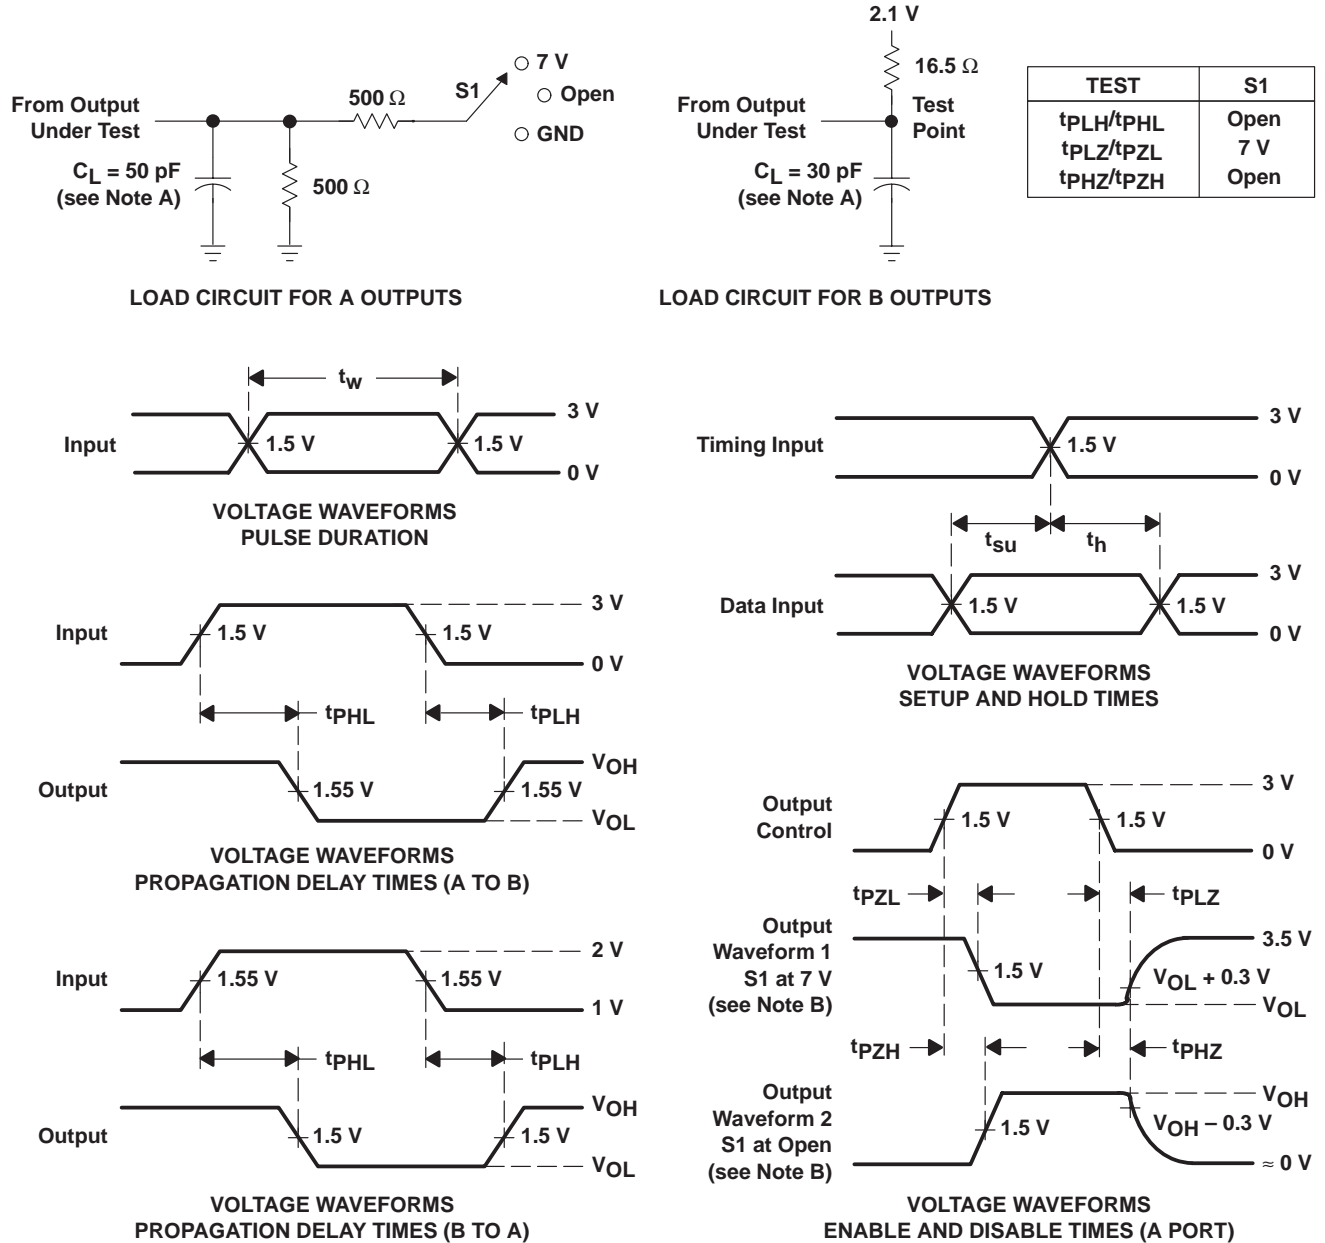 7 V
Open
GND
S1
500 Ω
From Output
Under Test
CL = 50 pF
(see Note A)
500 Ω
LOAD CIRCUIT FOR A OUTPUTS
2.1 V
16.5 Ω
From Output
Under Test
Test
Point
CL = 30 pF
(see Note A)
LOAD CIRCUIT FOR B OUTPUTS
TEST S1
tPLH/tPHL Open
tPLZ/tPZL 7 V
tPHZ/tPZH Open
tw
3 V
Input
1.5 V
1.5 V
0 V
VOLTAGE WAVEFORMS
PULSE DURATION
3 V
Timing Input
1.5 V
0 V
tsu
th
3 V
Data Input
1.5 V
1.5 V
0 V
VOLTAGE WAVEFORMS
SETUP AND HOLD TIMES
3 V
Input
1.5 V
1.5 V
0 V
tPHL
tPLH
VOH
Output
1.55 V
1.55 V
VOL
VOLTAGE WAVEFORMS
PROPAGATION DELAY TIMES (A TO B)
2 V
Input
1.55 V
1.55 V
1 V
tPHL
tPLH
VOH
Output
1.5 V
1.5 V
VOL
VOLTAGE WAVEFORMS
PROPAGATION DELAY TIMES (B TO A)
3 V
Output
Control
1.5 V
1.5 V
0 V
tPZL
tPLZ
Output
Waveform 1
S1 at 7 V
(see Note B)
3.5 V
1.5 V
VOL + 0.3 V
VOL
tPZH
tPHZ
Output
Waveform 2
S1 at Open
(see Note B)
VOH
1.5 V
VOH – 0.3 V
≈ 0 V
VOLTAGE WAVEFORMS
ENABLE AND DISABLE TIMES (A PORT)